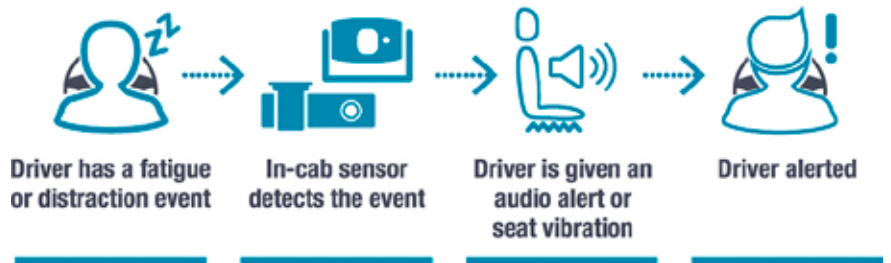 zz
!
Driver has a fatigue
or distraction event
In-cab sensor
detects the event
Driver is given an
audio alert or
seat vibration
Driver alerted